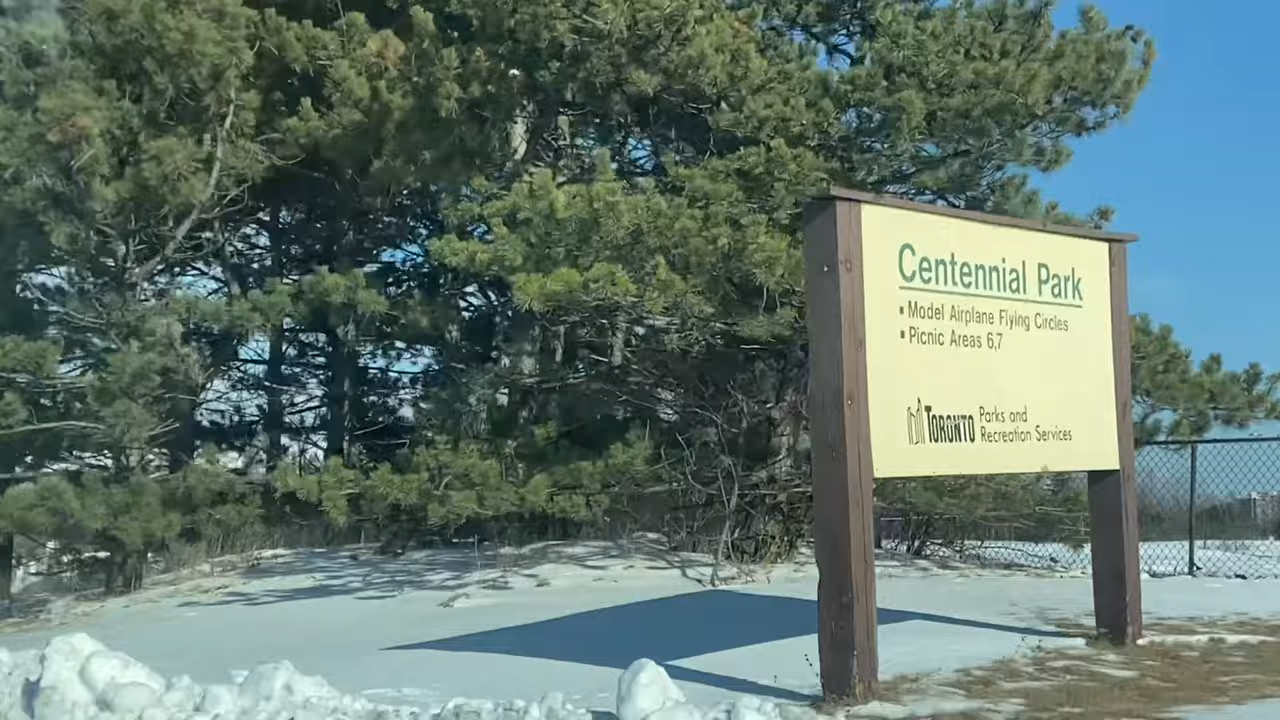 Centennial Park
▪ Model Airplane Flying Circles
▪ Picnic Areas 6,7
TORONTO Parks and
Recreation Services